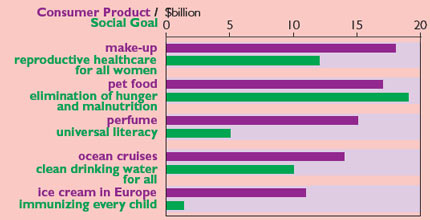 Consumer Product / $billion
Social Goal 0 5 10 15 20
make-up
reproductive healthcare
for all women
pet food
elimination of hunger
and malnutrition
perfume
universal literacy
ocean cruises
clean drinking water
for all
ice cream in Europe
immunizing every child